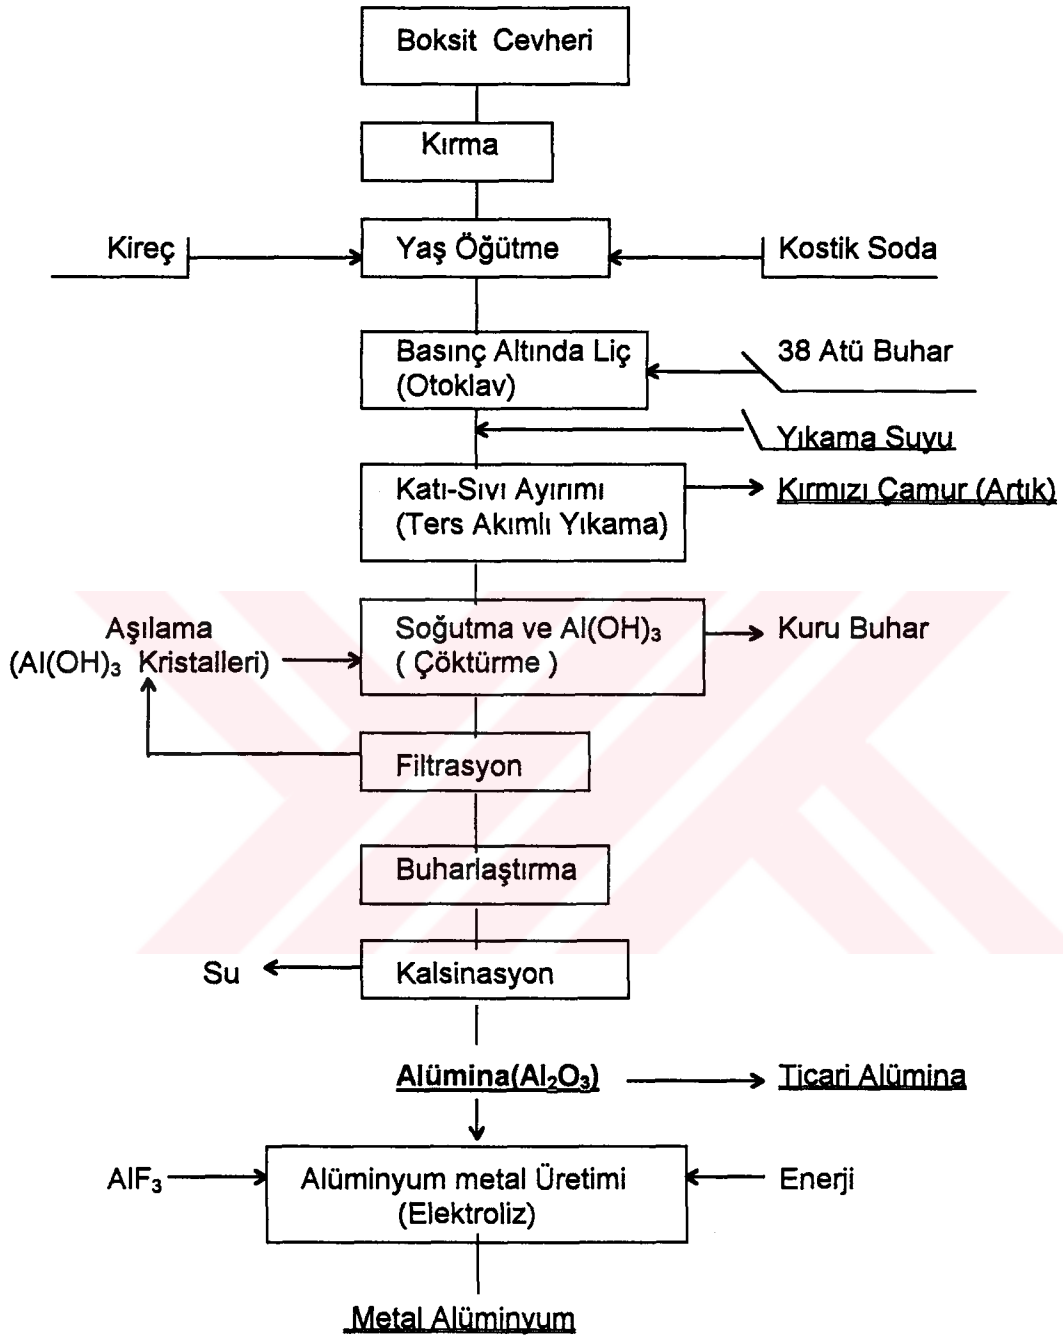 Boksit Cevheri
Kırma
Kireç
Yaş Öğütme
Kostik Soda
Basınç Altında Liç
(Otoklav)
38 Atü Buhar
Yıkama Suyu
Katı-Sıvı Ayırımı
(Ters Akımlı Yıkama)
Kırmızı Çamur (Artık)
Aşılama
(Al(OH)₃ Kristalleri)
Soğutma ve Al(OH)₃
( Çöktürme )
Kuru Buhar
Filtrasyon
Buharlaştırma
Su
Kalsinasyon
Alümina(Al₂O₃)
Ticari Alümina
AlF₃
Alüminyum metal Üretimi
(Elektroliz)
Enerji
Metal Alüminyum